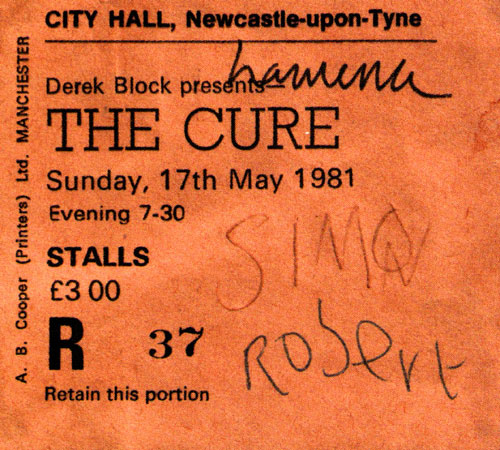 CITY HALL, Newcastle-upon-Tyne
Derek Block presents
THE CURE
Sunday, 17th May 1981
Evening 7-30
STALLS
£3 00
SIMON
R 37
Robert
Retain this portion
A. B. Cooper (Printers) Ltd. MANCHESTER